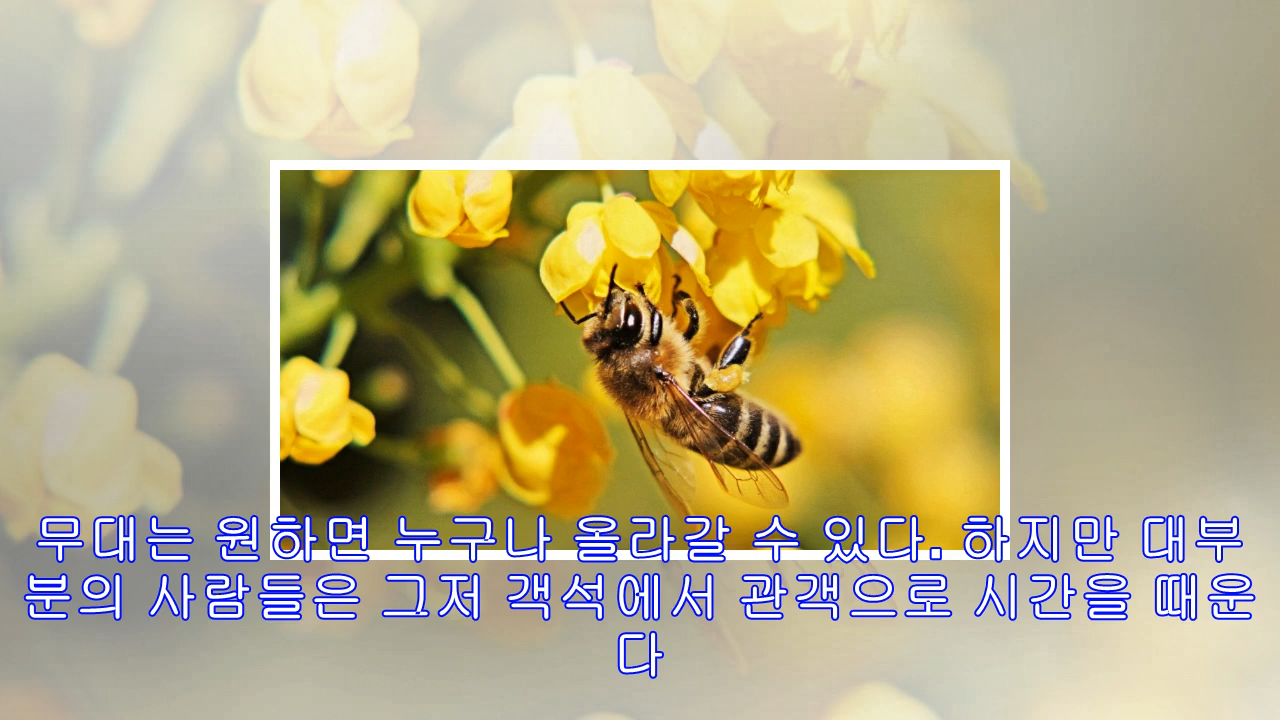 무대는 원하면 누구나 올라갈 수 있다. 하지만 대부
분의 사람들은 그저 객석에서 관객으로 시간을 때운
다